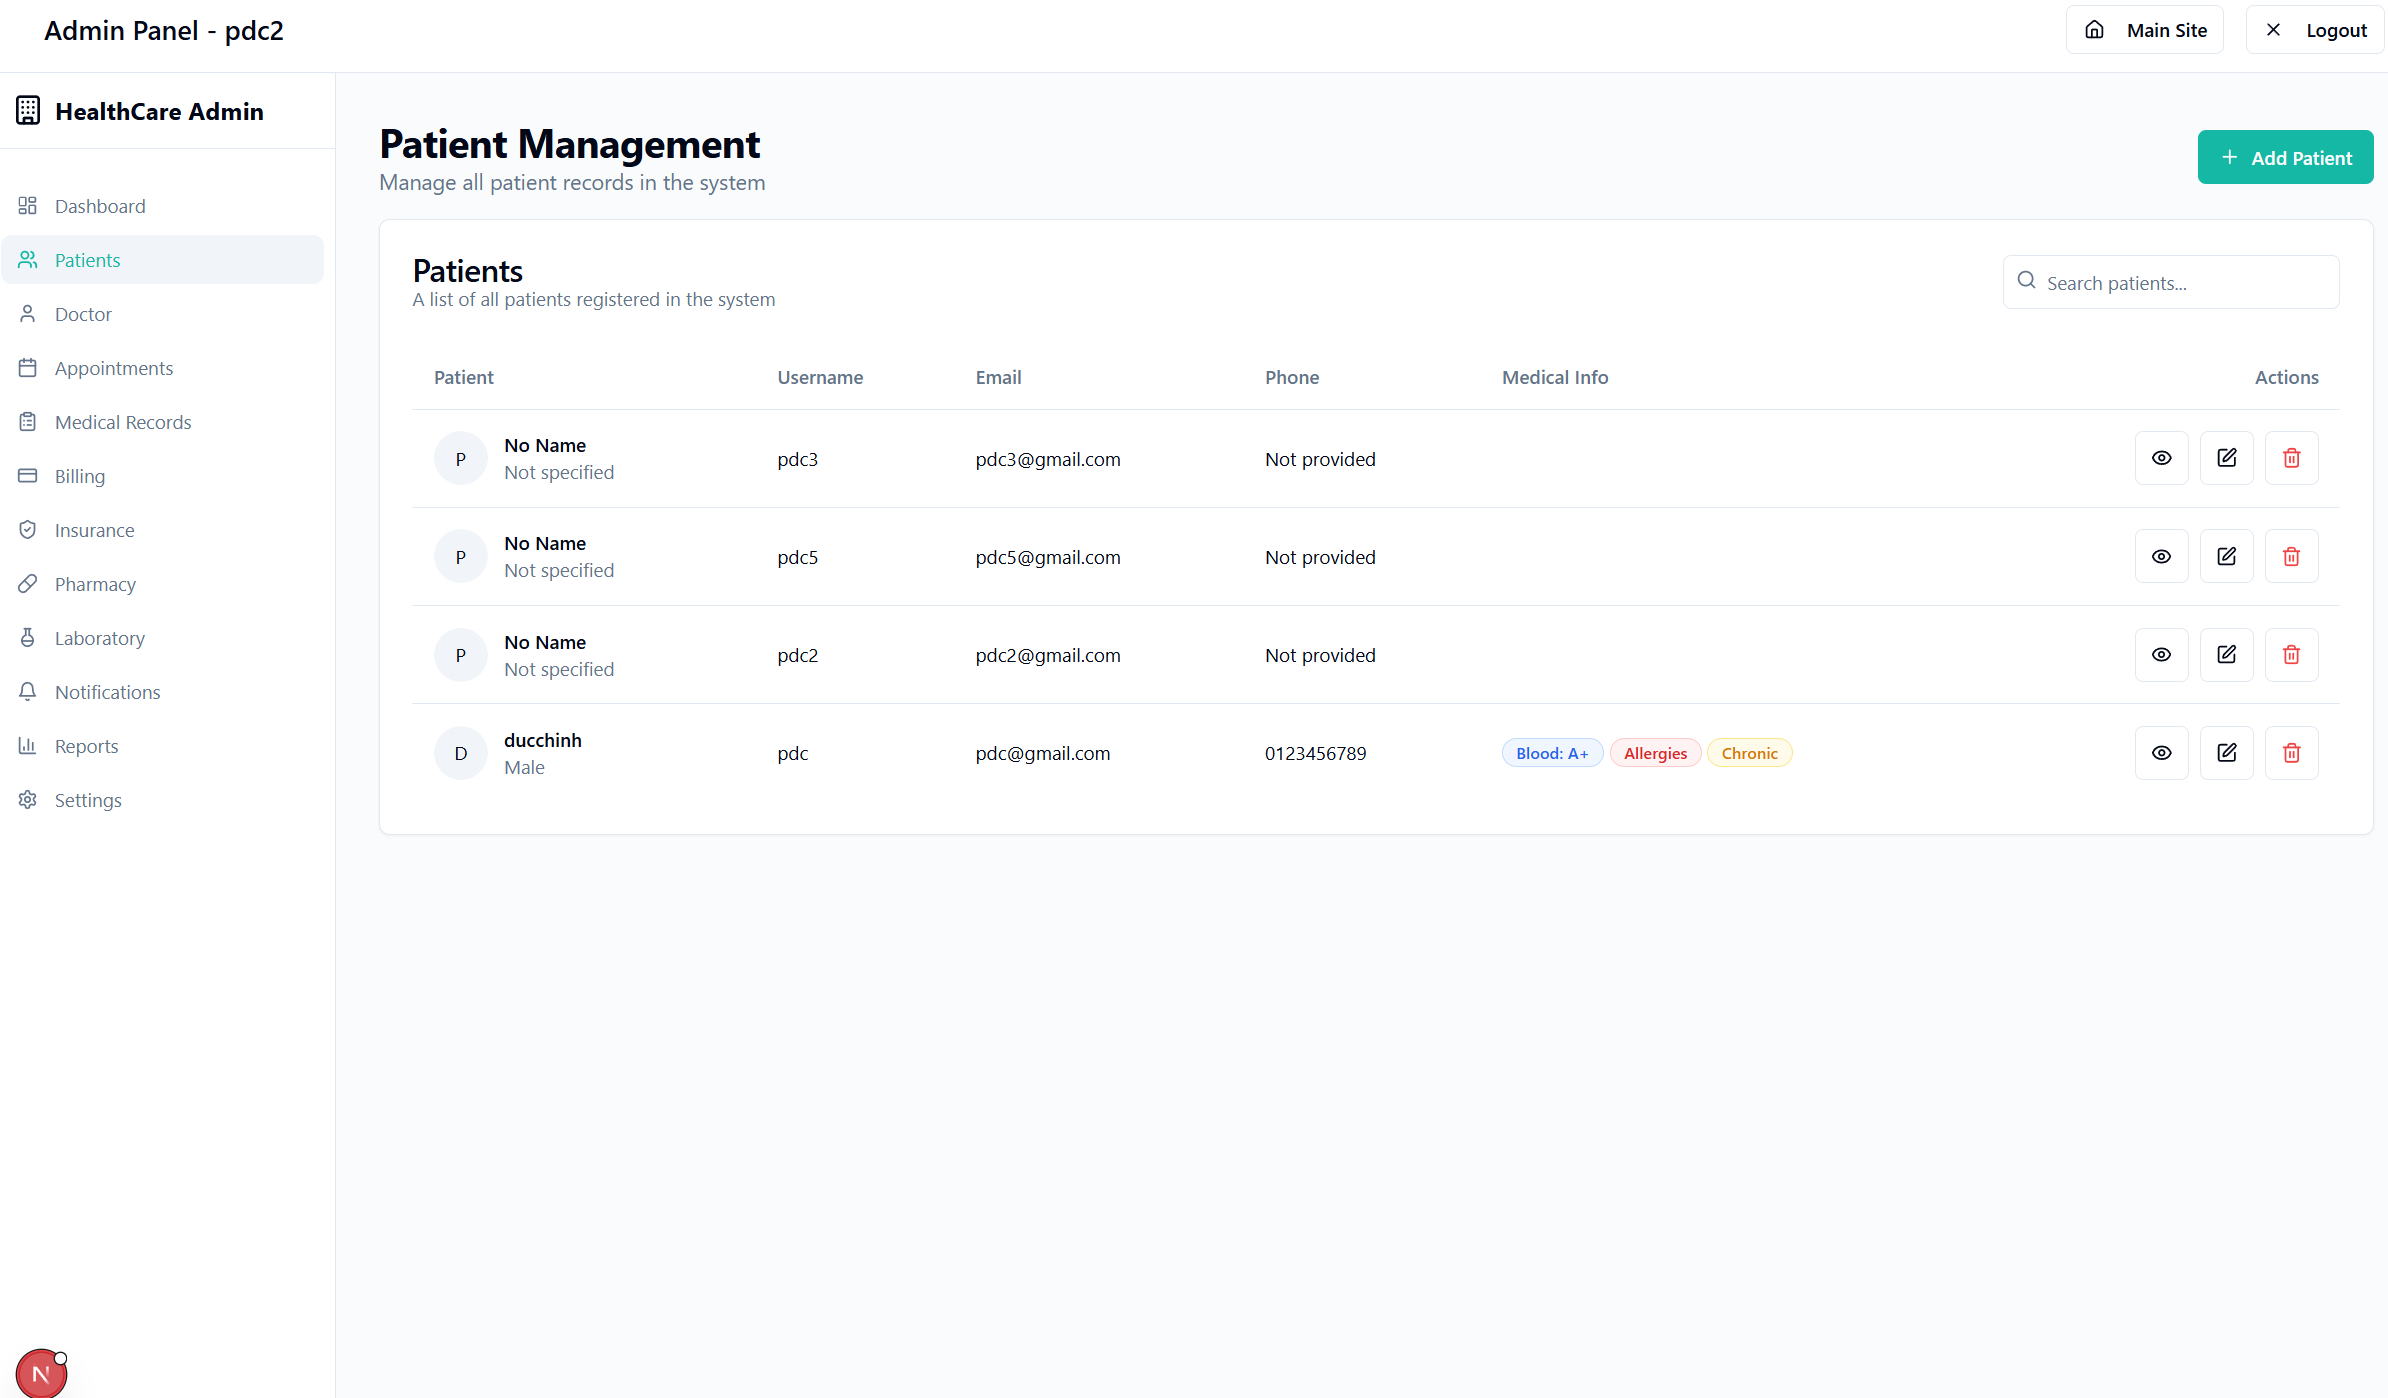 Admin Panel - pdc2
Main Site
Logout
HealthCare Admin
Dashboard
Patients
Doctor
Appointments
Medical Records
Billing
Insurance
Pharmacy
Laboratory
Notifications
Reports
Settings
N
Patient Management
Manage all patient records in the system
Add Patient
Patients
A list of all patients registered in the system
Search patients...
Patient Username Email Phone Medical Info Actions
P No Name pdc3 pdc3@gmail.com Not provided
Not specified
P No Name pdc5 pdc5@gmail.com Not provided
Not specified
P No Name pdc2 pdc2@gmail.com Not provided
Not specified
D ducchinh pdc pdc@gmail.com 0123456789 Blood: A+ Allergies Chronic
Male